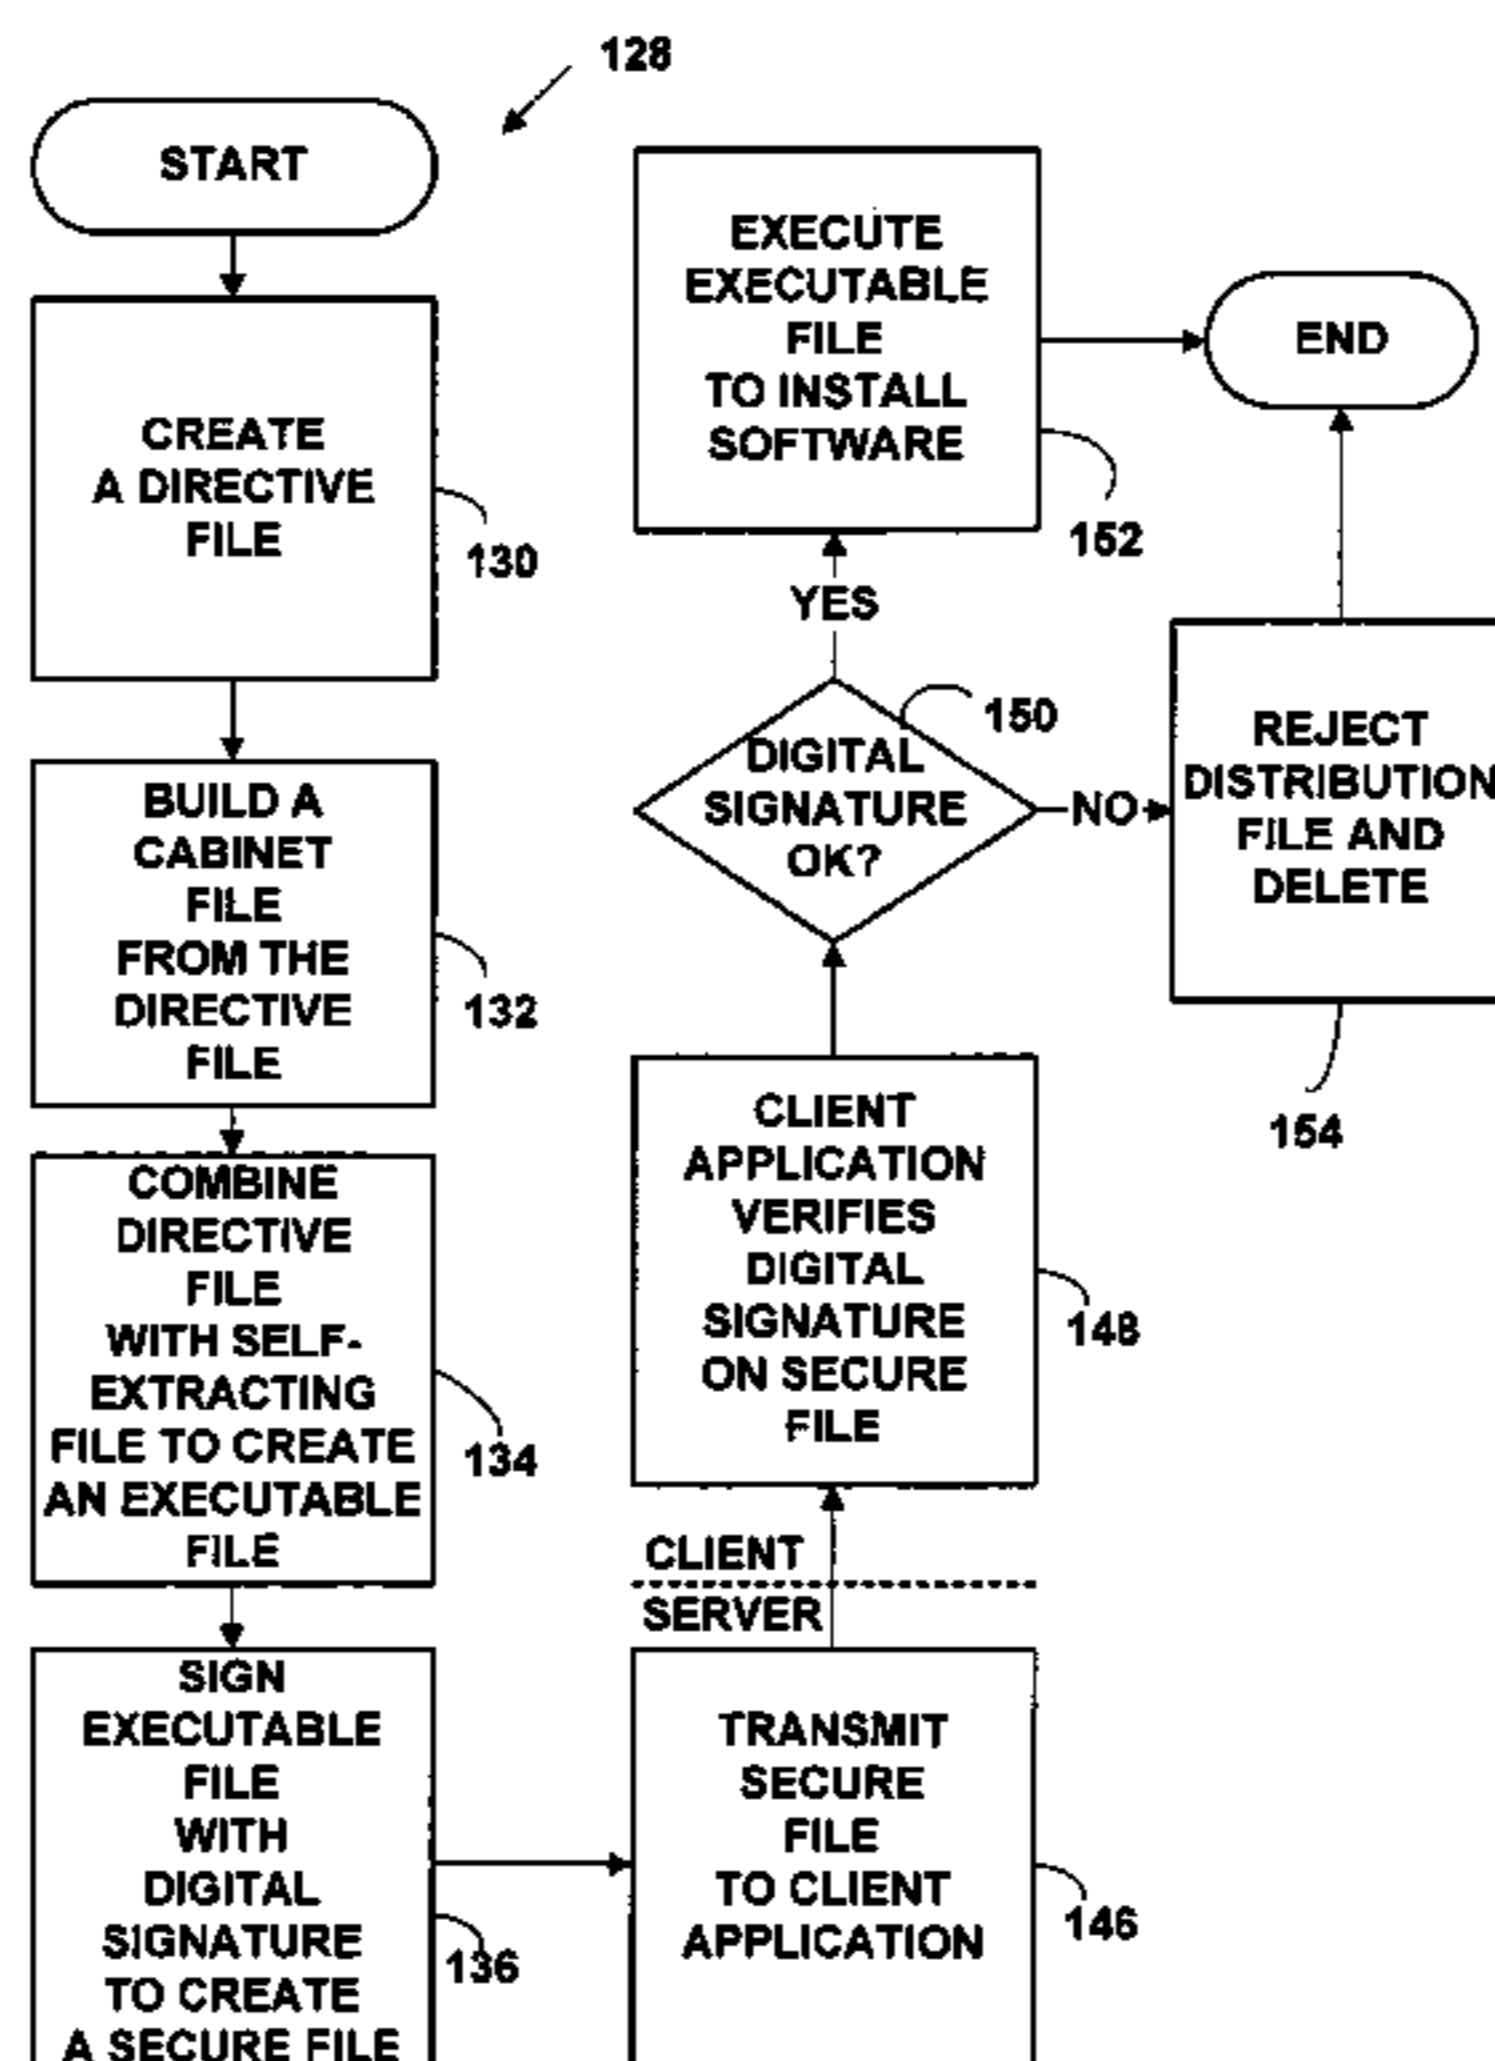 128
START
CREATE
A DIRECTIVE
FILE
130
BUILD A
CABINET
FILE
FROM THE
DIRECTIVE
FILE
132
COMBINE
DIRECTIVE
FILE
WITH SELF-
EXTRACTING
FILE TO CREATE
AN EXECUTABLE
FILE
134
SIGN
EXECUTABLE
FILE
WITH
DIGITAL
SIGNATURE
TO CREATE
A SECURE FILE
136
TRANSMIT
SECURE
FILE
TO CLIENT
APPLICATION
146
SERVER
CLIENT
CLIENT
APPLICATION
VERIFIES
DIGITAL
SIGNATURE
ON SECURE
FILE
148
DIGITAL
SIGNATURE
OK?
150
YES
EXECUTE
EXECUTABLE
FILE
TO INSTALL
SOFTWARE
152
NO
REJECT
DISTRIBUTION
FILE AND
DELETE
154
END